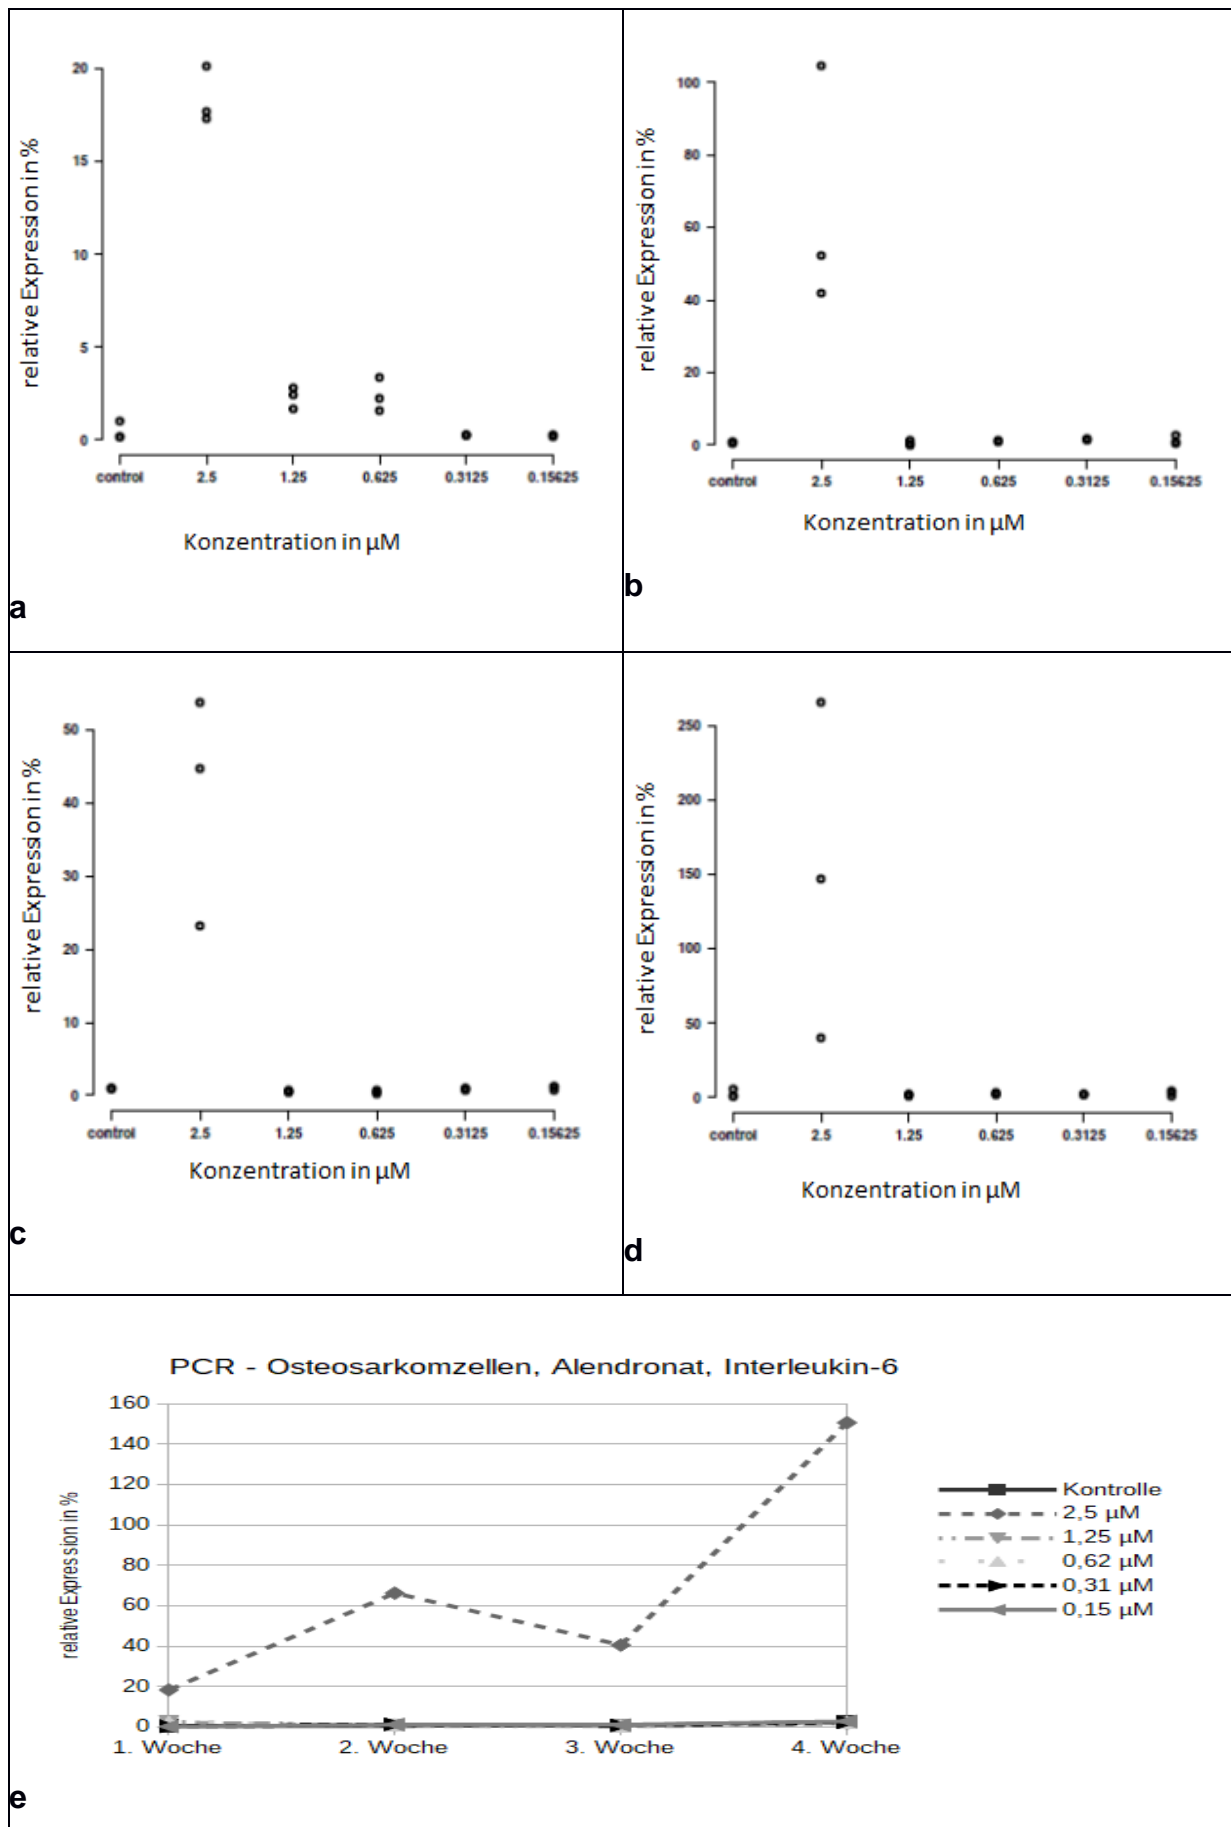 relative Expression in %
20
15
10
5
0
control 2.5 1.25 0.625 0.3125 0.15625
Konzentration in µM
a
relative Expression in %
100
80
60
40
20
0
control 2.5 1.25 0.625 0.3125 0.15625
Konzentration in µM
b
relative Expression in %
50
40
30
20
10
0
control 2.5 1.25 0.625 0.3125 0.15625
Konzentration in µM
c
relative Expression in %
250
200
150
100
50
0
control 2.5 1.25 0.625 0.3125 0.15625
Konzentration in µM
d
PCR - Osteosarkomzellen, Alendronat, Interleukin-6
relative Expression in %
160
140
120
100
80
60
40
20
0
1. Woche 2. Woche 3. Woche 4. Woche
Kontrolle
2,5 µM
1,25 µM
0,62 µM
0,31 µM
0,15 µM
e